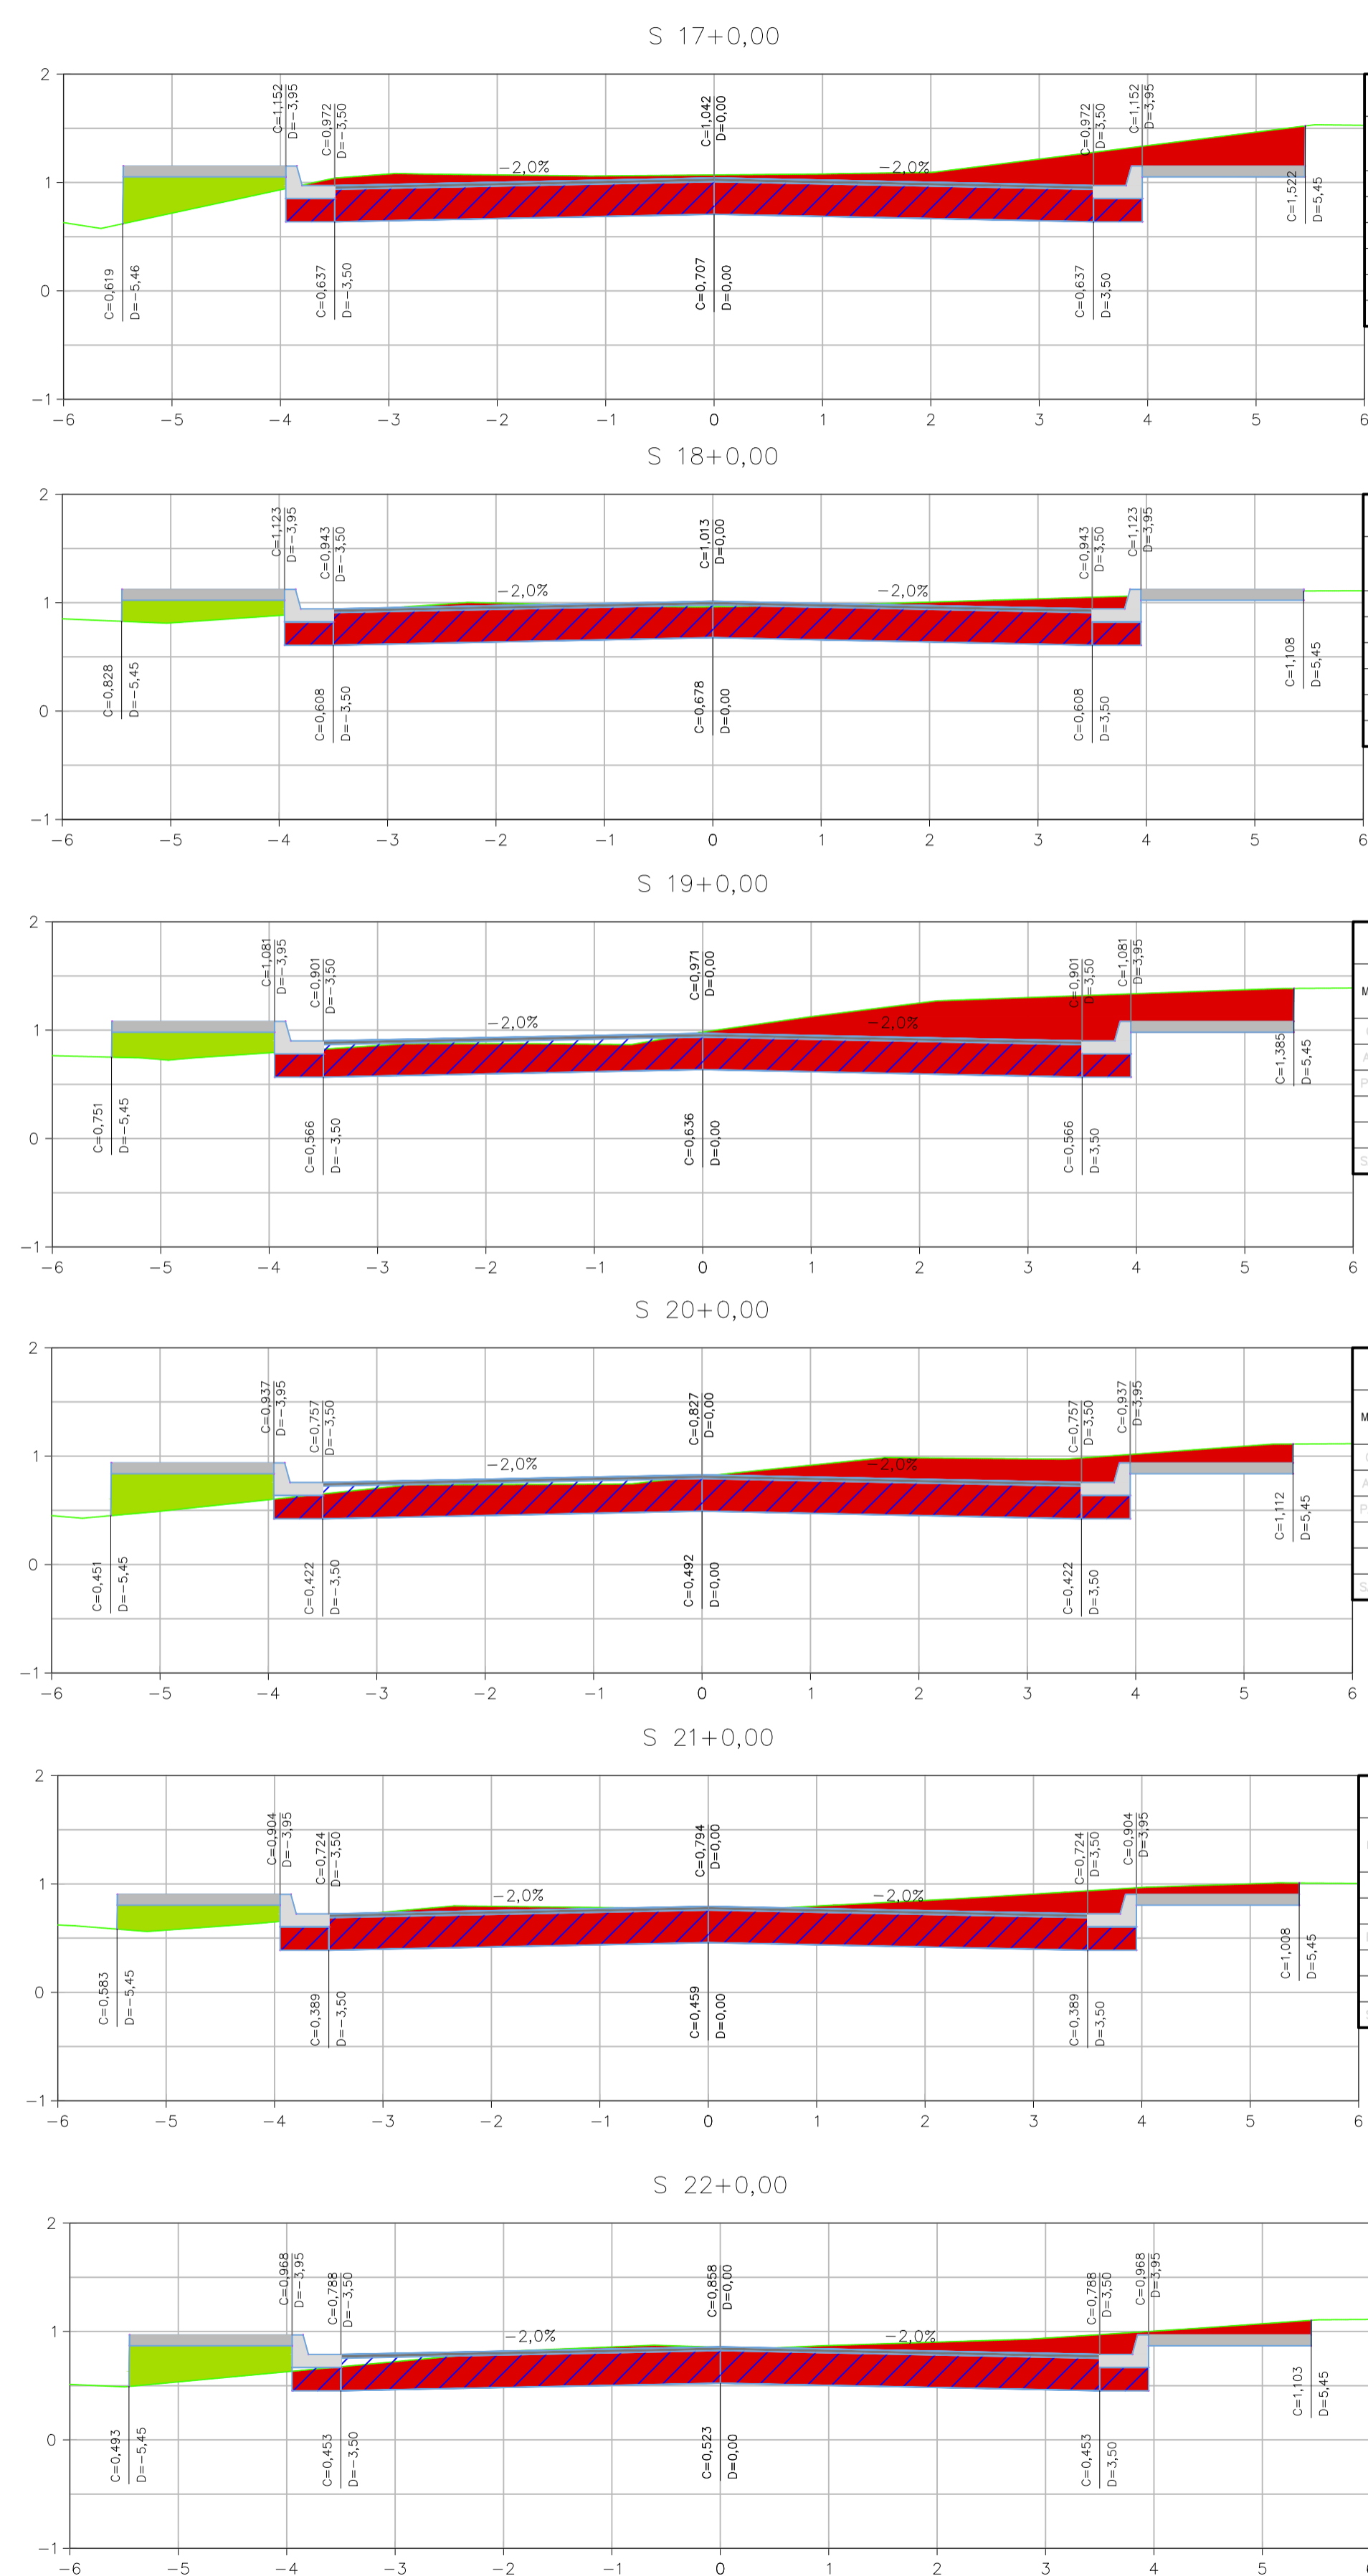 S 17+0,00
2
1
0
−1
C=1,152
D=−3,95
C=0,972
D=−3,50
C=1,042
D=0,00
C=0,972
D=3,50
C=1,152
D=3,95
−2,0%
−2,0%
C=0,619
D=−5,46
C=0,637
D=−3,50
C=0,707
D=0,00
C=0,637
D=3,50
C=1,522
D=5,45
−6 −5 −4 −3 −2 −1 0 1 2 3 4 5 6
S 18+0,00
2
1
0
−1
C=1,123
D=−3,95
C=0,943
D=−3,50
C=1,013
D=0,00
C=0,943
D=3,50
C=1,123
D=3,95
−2,0%
−2,0%
C=0,828
D=−5,45
C=0,608
D=−3,50
C=0,678
D=0,00
C=0,608
D=3,50
C=1,108
D=5,45
−6 −5 −4 −3 −2 −1 0 1 2 3 4 5 6
S 19+0,00
2
1
0
−1
C=1,081
D=−3,95
C=0,901
D=−3,50
C=0,971
D=0,00
C=0,901
D=3,50
C=1,081
D=3,95
−2,0%
−2,0%
C=0,751
D=−5,45
C=0,566
D=−3,50
C=0,636
D=0,00
C=0,566
D=3,50
C=1,385
D=5,45
−6 −5 −4 −3 −2 −1 0 1 2 3 4 5 6
S 20+0,00
2
1
0
−1
C=0,937
D=−3,95
C=0,757
D=−3,50
C=0,827
D=0,00
C=0,757
D=3,50
C=0,937
D=3,95
−2,0%
−2,0%
C=0,451
D=−5,45
C=0,422
D=−3,50
C=0,492
D=0,00
C=0,422
D=3,50
C=1,112
D=5,45
−6 −5 −4 −3 −2 −1 0 1 2 3 4 5 6
S 21+0,00
2
1
0
−1
C=0,904
D=−3,95
C=0,724
D=−3,50
C=0,794
D=0,00
C=0,724
D=3,50
C=0,904
D=3,95
−2,0%
−2,0%
C=0,583
D=−5,45
C=0,389
D=−3,50
C=0,459
D=0,00
C=0,389
D=3,50
C=1,008
D=5,45
−6 −5 −4 −3 −2 −1 0 1 2 3 4 5 6
S 22+0,00
2
1
0
−1
C=0,968
D=−3,95
C=0,788
D=−3,50
C=0,858
D=0,00
C=0,788
D=3,50
C=0,968
D=3,95
−2,0%
−2,0%
C=0,493
D=−5,45
C=0,453
D=−3,50
C=0,523
D=0,00
C=0,453
D=3,50
C=1,103
D=5,45
−6 −5 −4 −3 −2 −1 0 1 2 3 4 5